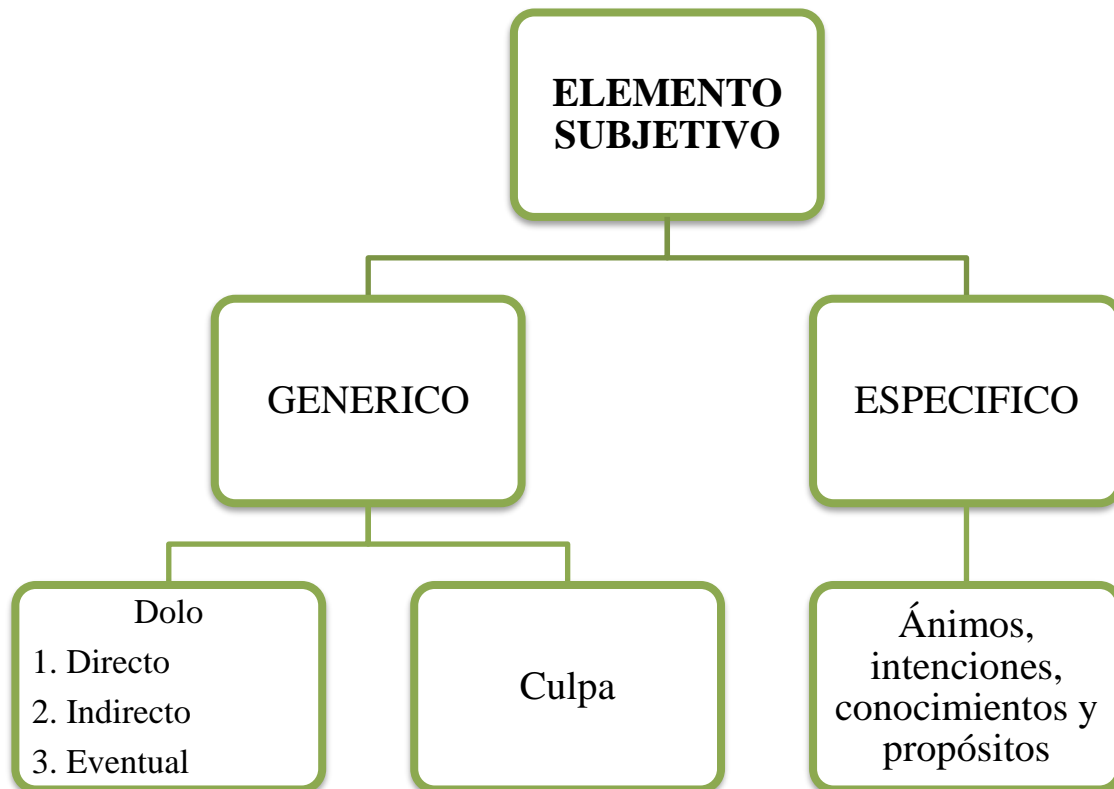 ELEMENTO
SUBJETIVO
GENERICO
ESPECIFICO
Dolo
1. Directo
2. Indirecto
3. Eventual
Culpa
Ánimos,
intenciones,
conocimientos y
propósitos